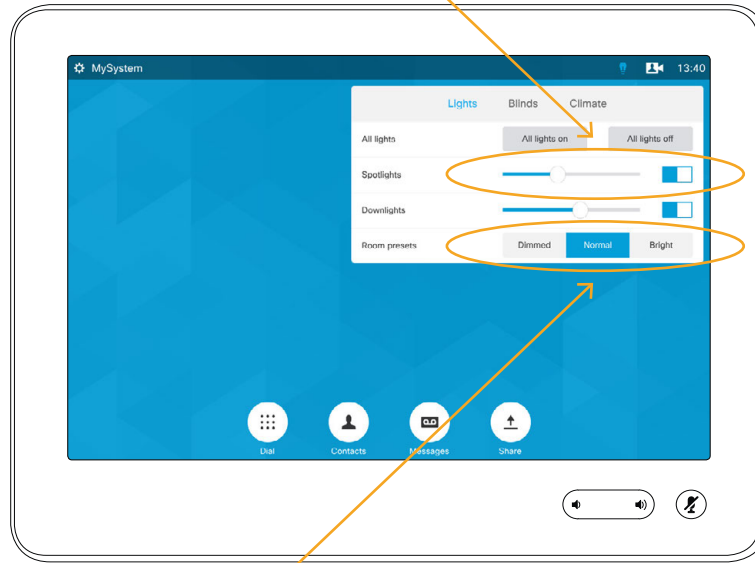 MySystem 13:40
Lights Blinds Climate
All lights All lights on All lights off
Spotlights
Downlights
Room presets Dimmed Normal Bright
Dial Contacts Messages Share